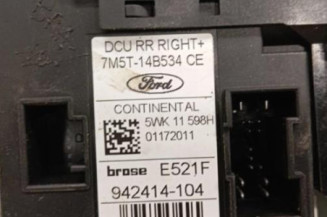 DCU RR RIGHT+
7M5T-14B534 CE
Ford
CONTINENTAL
5WK 11 598H
01172011
brose E521F
942414-104